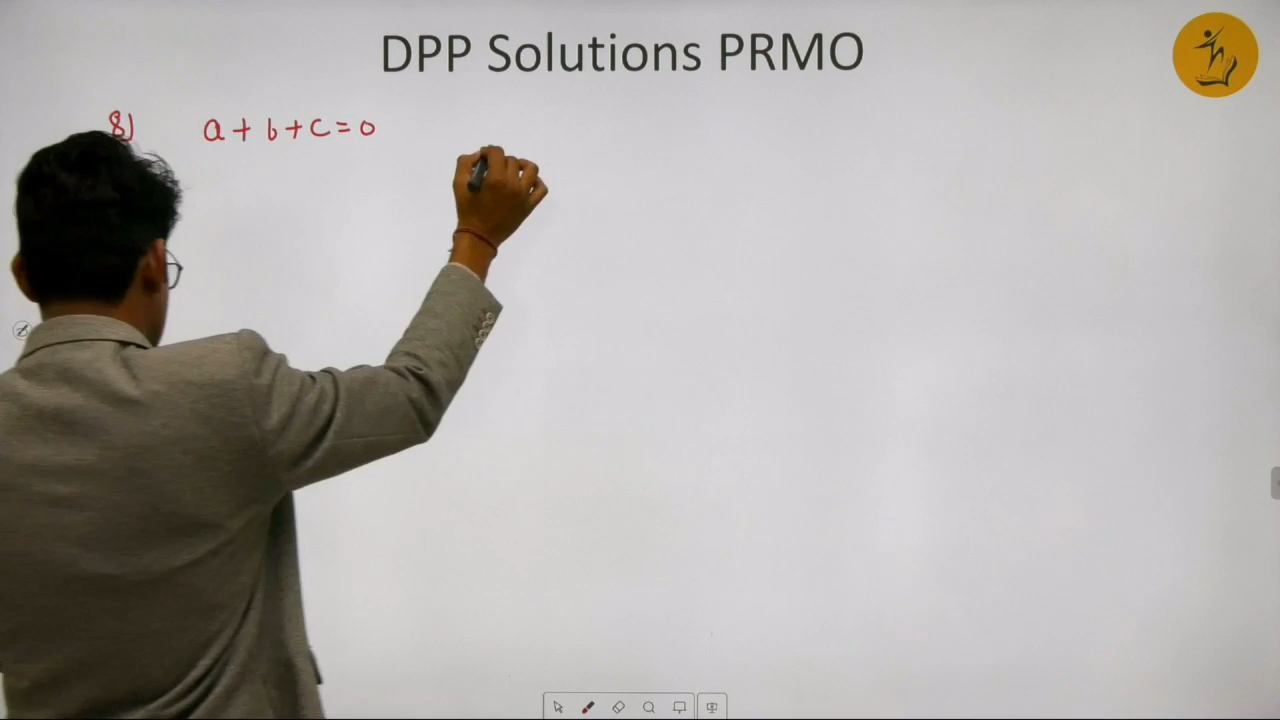 DPP Solutions PRMO
8) a + b + c = 0